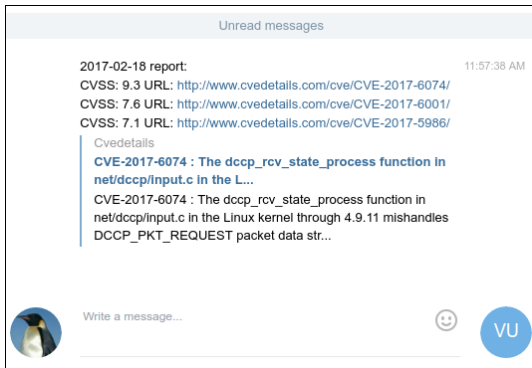 Unread messages
2017-02-18 report: 11:57:38 AM
CVSS: 9.3 URL: http://www.cvedetails.com/cve/CVE-2017-6074/
CVSS: 7.6 URL: http://www.cvedetails.com/cve/CVE-2017-6001/
CVSS: 7.1 URL: http://www.cvedetails.com/cve/CVE-2017-5986/
Cvedetails
CVE-2017-6074 : The dccp_rcv_state_process function in
net/dccp/input.c in the L...
CVE-2017-6074 : The dccp_rcv_state_process function in
net/dccp/input.c in the Linux kernel through 4.9.11 mishandles
DCCP_PKT_REQUEST packet data str...
Write a message...
VU